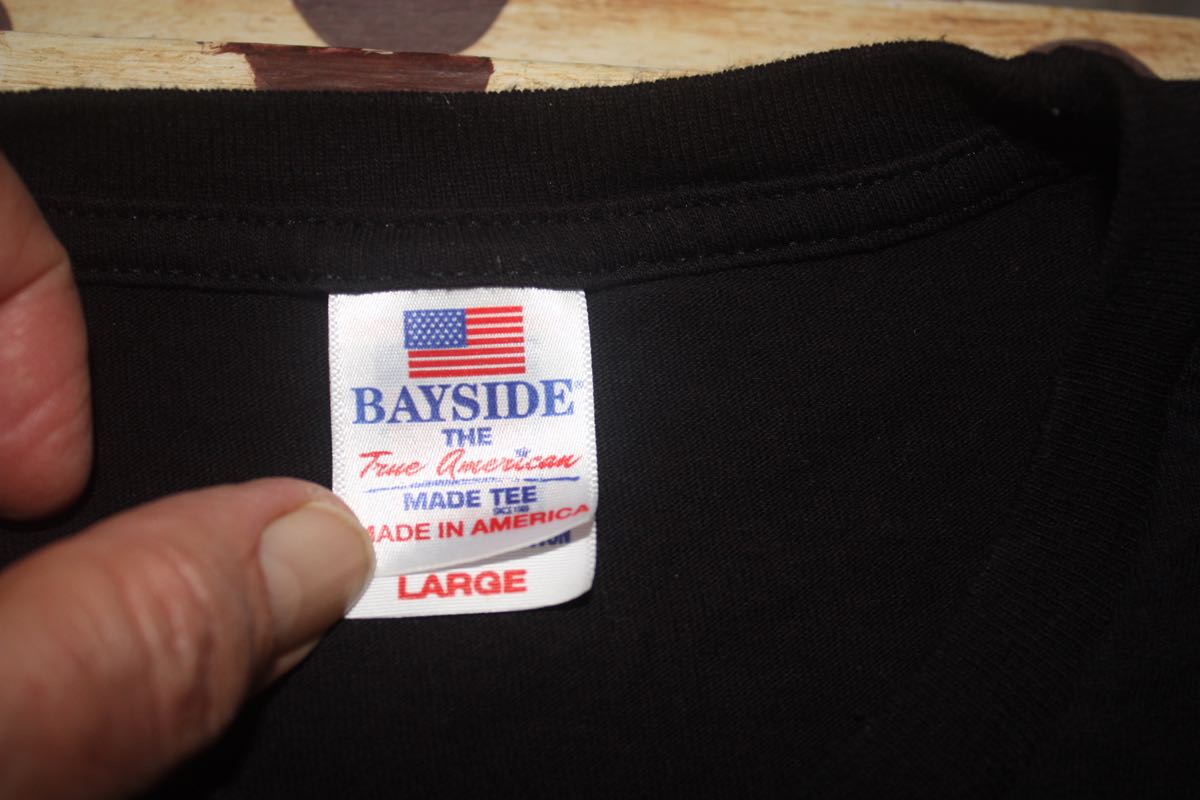 BAYSIDE®
THE
True American
MADE TEE
MADE IN AMERICA
LARGE